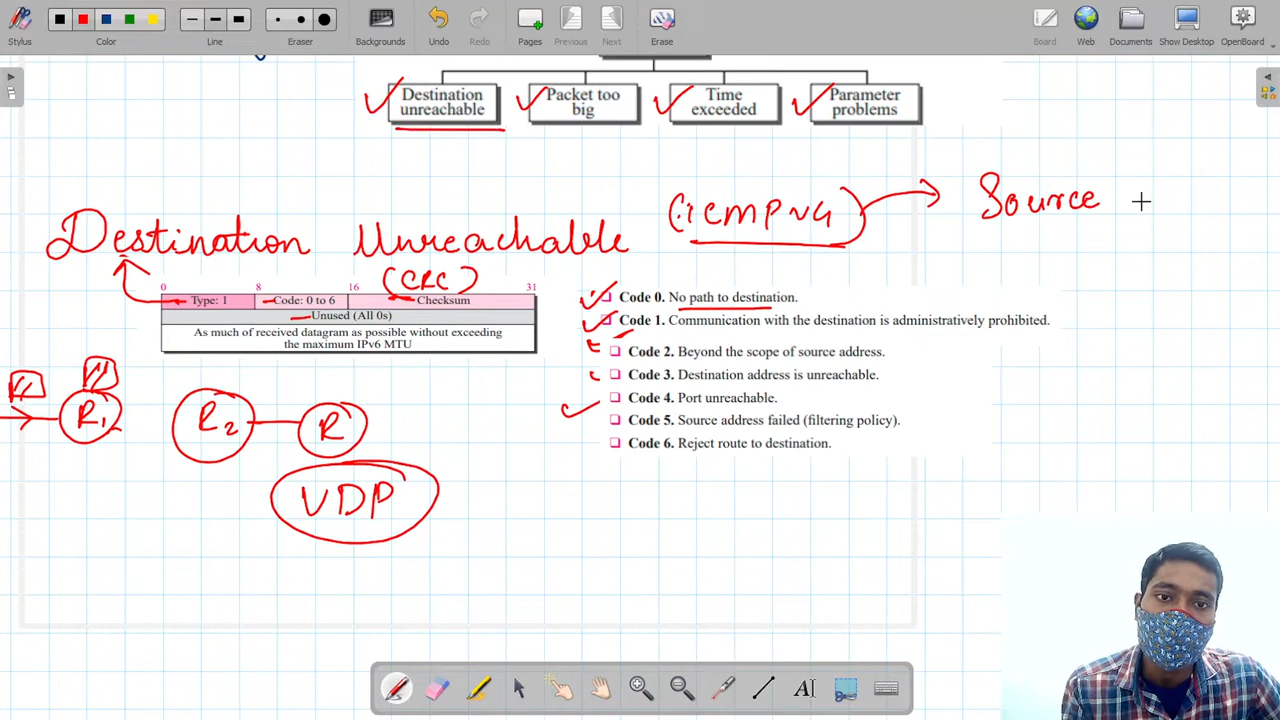 Stylus
Color
Line
Eraser
Backgrounds
Undo
Redo
Pages
Previous
Next
Erase
Board
Web
Documents
Show Desktop
OpenBoard
Destination unreachable
Packet too big
Time exceeded
Parameter problems
Destination Unreachable (ICMPv4) Source
(CRC)
0 8 16 31
Type: 1 Code: 0 to 6 Checksum
Unused (All 0s)
As much of received datagram as possible without exceeding
the maximum IPv6 MTU
Code 0. No path to destination.
Code 1. Communication with the destination is administratively prohibited.
Code 2. Beyond the scope of source address.
Code 3. Destination address is unreachable.
Code 4. Port unreachable.
Code 5. Source address failed (filtering policy).
Code 6. Reject route to destination.
R1 R2 R
UDP